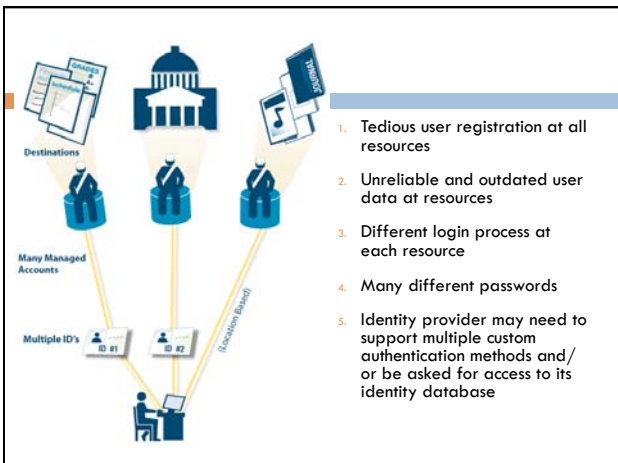 GRADES
A
Schedule
JOURNAL
Destinations
Many Managed
Accounts
Multiple ID's
ID #1
ID #2
(Location Based)
1. Tedious user registration at all
resources
2. Unreliable and outdated user
data at resources
3. Different login process at
each resource
4. Many different passwords
5. Identity provider may need to
support multiple custom
authentication methods and/
or be asked for access to its
identity database